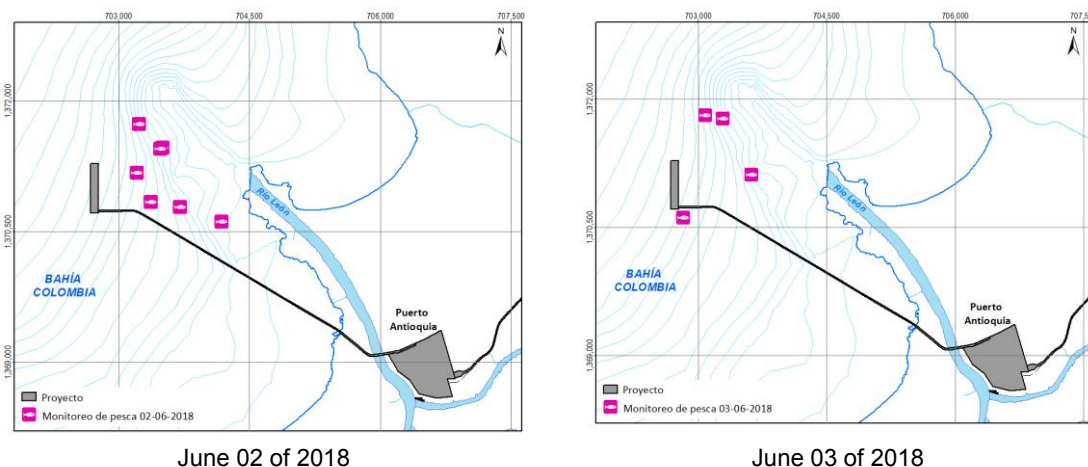 703,000 704,500 706,000 707,500
N
1,372,000
1,370,500
1,369,000
Río León
BAHÍA
COLOMBIA
Puerto
Antioquia
Proyecto
Monitoreo de pesca 02-06-2018
June 02 of 2018
703,000 704,500 706,000 707,5
N
1,372,000
1,370,500
1,369,000
Río León
BAHÍA
COLOMBIA
Puerto
Antioquia
Proyecto
Monitoreo de pesca 03-06-2018
June 03 of 2018